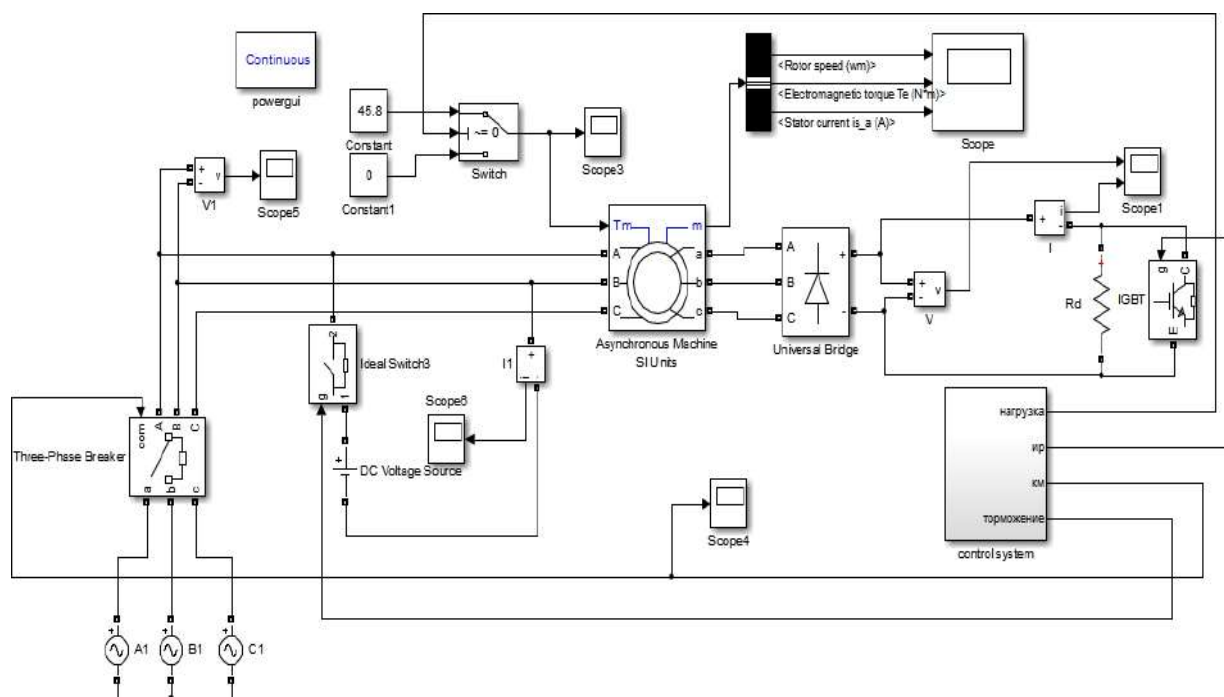 Continuous
powergui
45.8
Constant
0
Constant1
~= 0
Switch
Scope3
<Rotor speed (wm)>
<Electromagnetic torque Te (N*m)>
<Stator current is_a (A)>
Scope
+
-
v
V1
Scope5
Tm
m
A
B
C
a
b
c
Asynchronous Machine
SI Units
A
B
C
+
-
Universal Bridge
+
-
v
V
+
i
-
I
Scope1
+
Rd
g
C
E
IGBT
2
g
1
Ideal Switch3
+
-
i
I1
Scope6
+
DC Voltage Source
com
A
B
C
a
b
c
Three-Phase Breaker
Scope4
нагрузка
ир
км
торможение
control system
+
A1
+
B1
+
C1